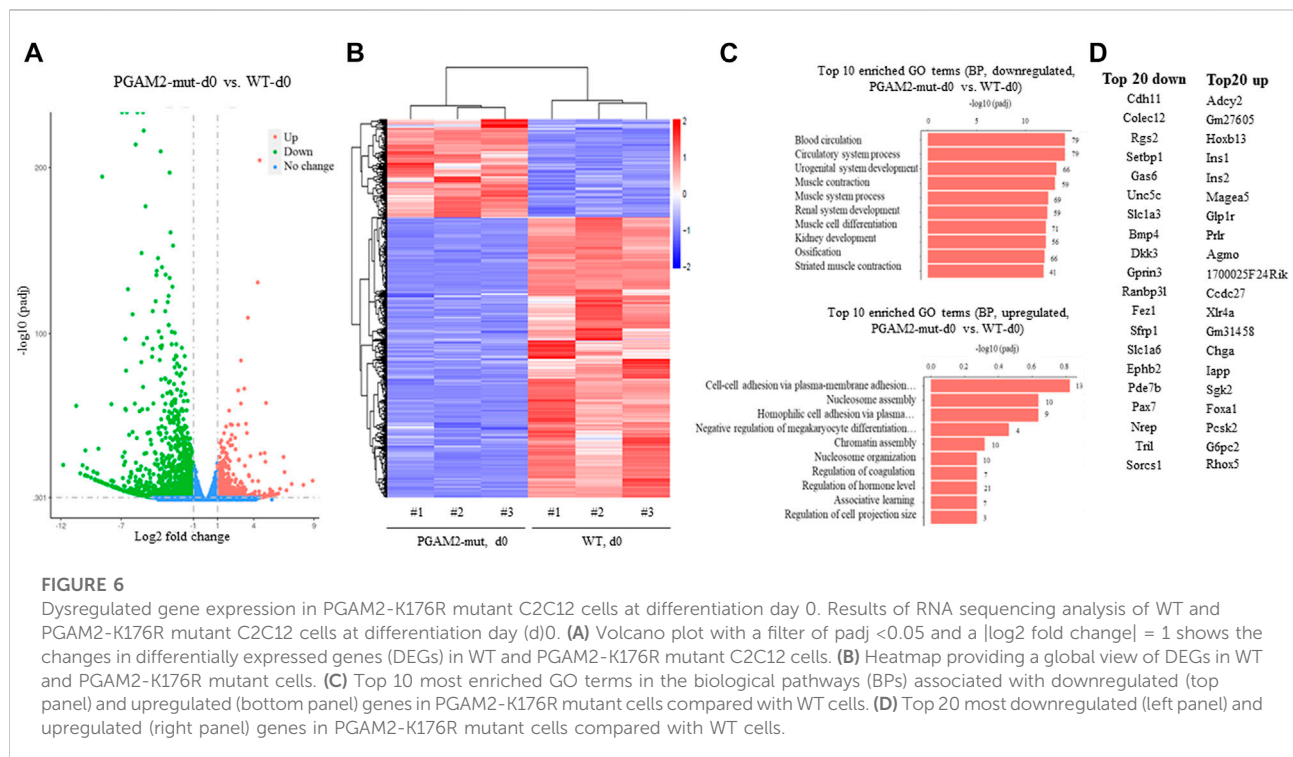 A
PGAM2-mut-d0 vs. WT-d0
Up
Down
No change
200
100
.301
-log10 (padj)
-12
-7
-1
1
4
9
Log2 fold change
B
2
1
0
-1
-2
#1
#2
#3
#1
#2
#3
PGAM2-mut, d0
WT, d0
C
Top 10 enriched GO terms (BP, downregulated,
PGAM2-mut-d0 vs. WT-d0)
-log10 (padj)
0
5
10
Blood circulation 79
Circulatory system process 79
Urogenital system development 66
Muscle contraction 59
Muscle system process 69
Renal system development 59
Muscle cell differentiation 71
Kidney development 56
Ossification 66
Striated muscle contraction 41
Top 10 enriched GO terms (BP, upregulated,
PGAM2-mut-d0 vs. WT-d0)
-log10 (padj)
0.0 0.2 0.4 0.6 0.8
Cell-cell adhesion via plasma-membrane adhesion... 13
Nucleosome assembly 10
Homophilic cell adhesion via plasma... 9
Negative regulation of megakaryocyte differentiation... 4
Chromatin assembly 10
Nucleosome organization 10
Regulation of coagulation 7
Regulation of hormone level 21
Associative learning 7
Regulation of cell projection size 3
D
Top 20 down Top20 up
Cdh11 Adcy2
Colec12 Gm27605
Rgs2 Hoxb13
Setbp1 Ins1
Gas6 Ins2
Unc5c Magea5
Slc1a3 Glp1r
Bmp4 Prlr
Dkk3 Agmo
Gprin3 1700025F24Rik
Ranbp3l Ccdc27
Fez1 Xlr4a
Sfrp1 Gm31458
Slc1a6 Chga
Ephb2 Iapp
Pde7b Sgk2
Pax7 Foxa1
Nrep Pcsk2
Tril G6pc2
Sorcs1 Rhox5
FIGURE 6
Dysregulated gene expression in PGAM2-K176R mutant C2C12 cells at differentiation day 0. Results of RNA sequencing analysis of WT and
PGAM2-K176R mutant C2C12 cells at differentiation day (d)0. (A) Volcano plot with a filter of padj <0.05 and a |log2 fold change| = 1 shows the
changes in differentially expressed genes (DEGs) in WT and PGAM2-K176R mutant C2C12 cells. (B) Heatmap providing a global view of DEGs in WT
and PGAM2-K176R mutant cells. (C) Top 10 most enriched GO terms in the biological pathways (BPs) associated with downregulated (top
panel) and upregulated (bottom panel) genes in PGAM2-K176R mutant cells compared with WT cells. (D) Top 20 most downregulated (left panel) and
upregulated (right panel) genes in PGAM2-K176R mutant cells compared with WT cells.